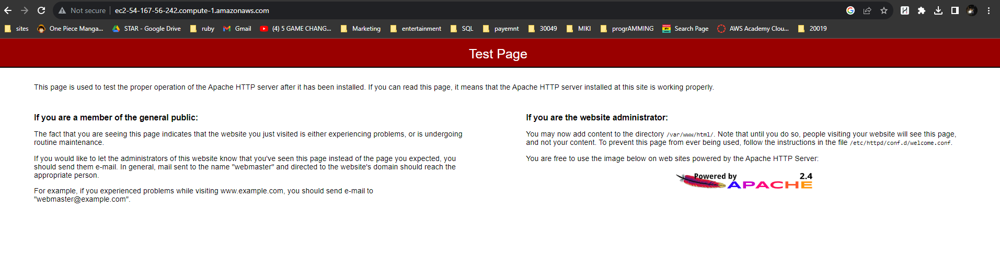 Not secure ec2-54-167-56-242.compute-1.amazonaws.com
sites One Piece Manga... STAR - Google Drive ruby Gmail (4) 5 GAME CHANG... Marketing entertainment SQL payemnt 30049 MIKI progrAMMING Search Page AWS Academy Clou... 20019
Test Page
This page is used to test the proper operation of the Apache HTTP server after it has been installed. If you can read this page, it means that the Apache HTTP server installed at this site is working properly.
If you are a member of the general public:
The fact that you are seeing this page indicates that the website you just visited is either experiencing problems, or is undergoing
routine maintenance.
If you would like to let the administrators of this website know that you've seen this page instead of the page you expected, you
should send them e-mail. In general, mail sent to the name "webmaster" and directed to the website's domain should reach the
appropriate person.
For example, if you experienced problems while visiting www.example.com, you should send e-mail to
"webmaster@example.com".
If you are the website administrator:
You may now add content to the directory /var/www/html/. Note that until you do so, people visiting your website will see this page,
and not your content. To prevent this page from ever being used, follow the instructions in the file /etc/httpd/conf.d/welcome.conf.
You are free to use the image below on web sites powered by the Apache HTTP Server:
Powered by 2.4
APACHE